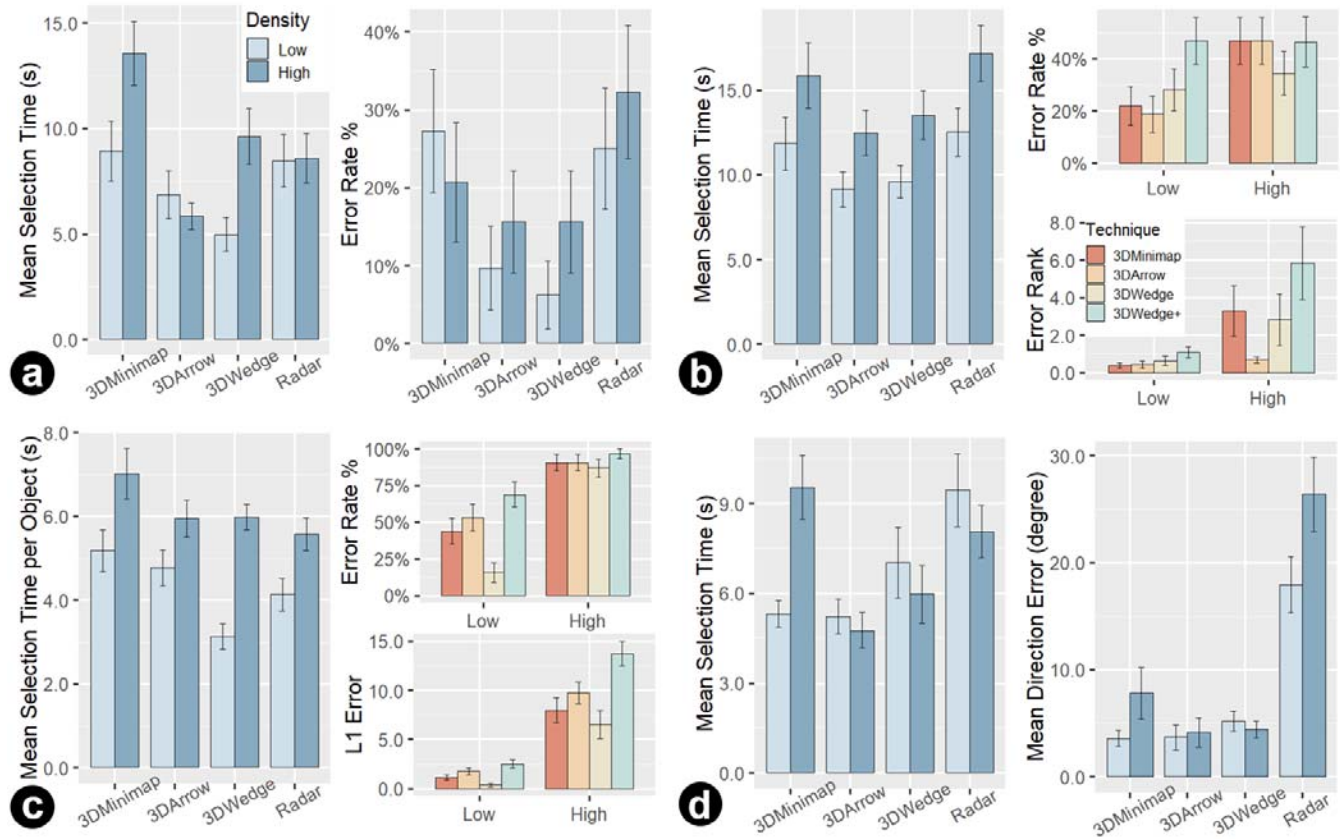 Mean Selection Time (s)
15.0
10.0
5.0
0.0
Density
Low
High
3DMinimap
3DArrow
3DWedge
Radar
Error Rate %
40%
30%
20%
10%
0%
3DMinimap
3DArrow
3DWedge
Radar
a
Mean Selection Time (s)
15.0
10.0
5.0
0.0
3DMinimap
3DArrow
3DWedge
Radar
Error Rate %
40%
20%
0%
Low
High
Error Rank
8.0
6.0
4.0
2.0
0.0
Technique
3DMinimap
3DArrow
3DWedge
3DWedge+
Low
High
b
Mean Selection Time per Object (s)
8.0
6.0
4.0
2.0
0.0
3DMinimap
3DArrow
3DWedge
Radar
Error Rate %
100%
75%
50%
25%
0%
Low
High
L1 Error
15.0
10.0
5.0
0.0
Low
High
c
Mean Selection Time (s)
9.0
6.0
3.0
0.0
3DMinimap
3DArrow
3DWedge
Radar
Mean Direction Error (degree)
30.0
20.0
10.0
0.0
3DMinimap
3DArrow
3DWedge
Radar
d